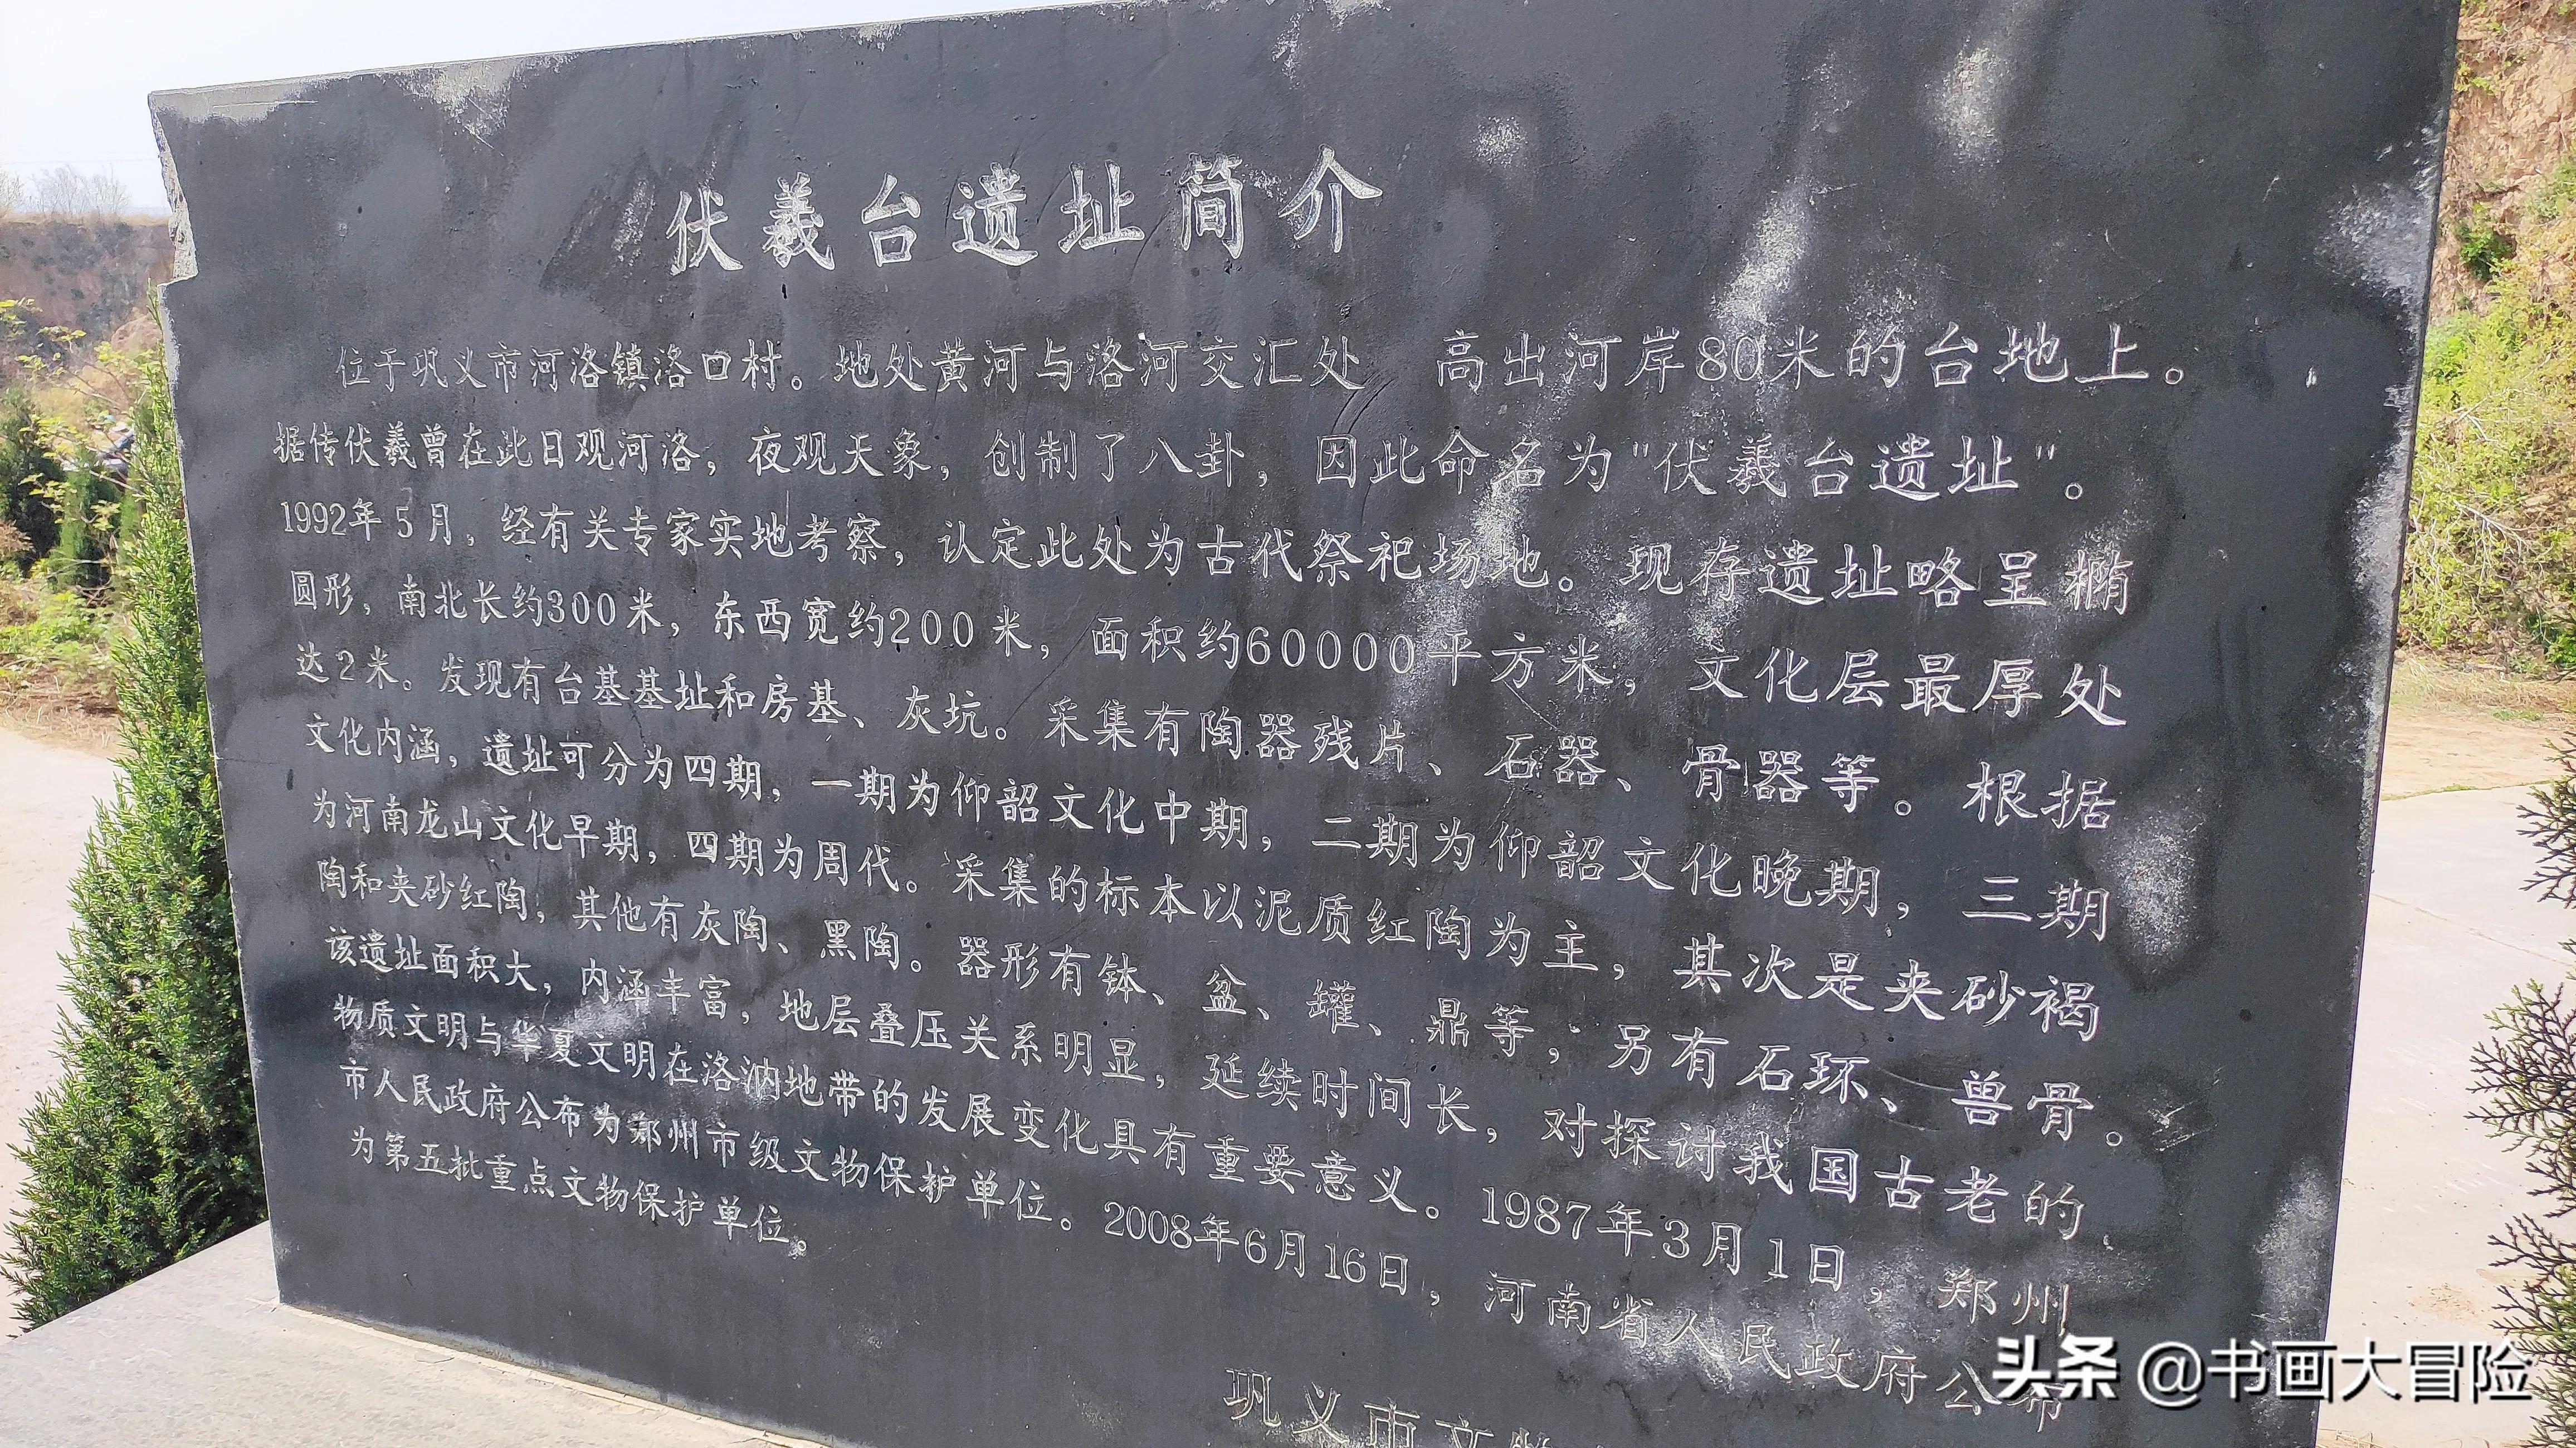 伏羲台遗址简介
位于巩义市河洛镇洛口村。地处黄河与洛河交汇处 高出河岸80米的台地上。
据传伏羲曾在此日观河洛，夜观天象，创制了八卦，因此命名为"伏羲台遗址"。
1992年5月，经有关专家实地考察，认定此处为古代祭祀场地。现存遗址略呈椭
圆形，南北长约300米，东西宽约200米，面积约60000平方米，文化层最厚处
达2米。发现有台基基址和房基、灰坑。采集有陶器残片、石器、骨器等。根据
文化内涵，遗址可分为四期，一期为仰韶文化中期，二期为仰韶文化晚期，三期
为河南龙山文化早期，四期为周代。采集的标本以泥质红陶为主，其次是夹砂褐
陶和夹砂红陶，其他有灰陶、黑陶。器形有钵、盆、罐、鼎等，另有石环、兽骨。
该遗址面积大，内涵丰富，地层叠压关系明显，延续时间长，对探讨我国古老的
物质文明与华夏文明在洛汭地带的发展变化具有重要意义。1987年3月1日，郑州
市人民政府公布为郑州市级文物保护单位。2008年6月16日，河南省人民政府公布
为第五批重点文物保护单位。
巩义市文物
头条 @书画大冒险